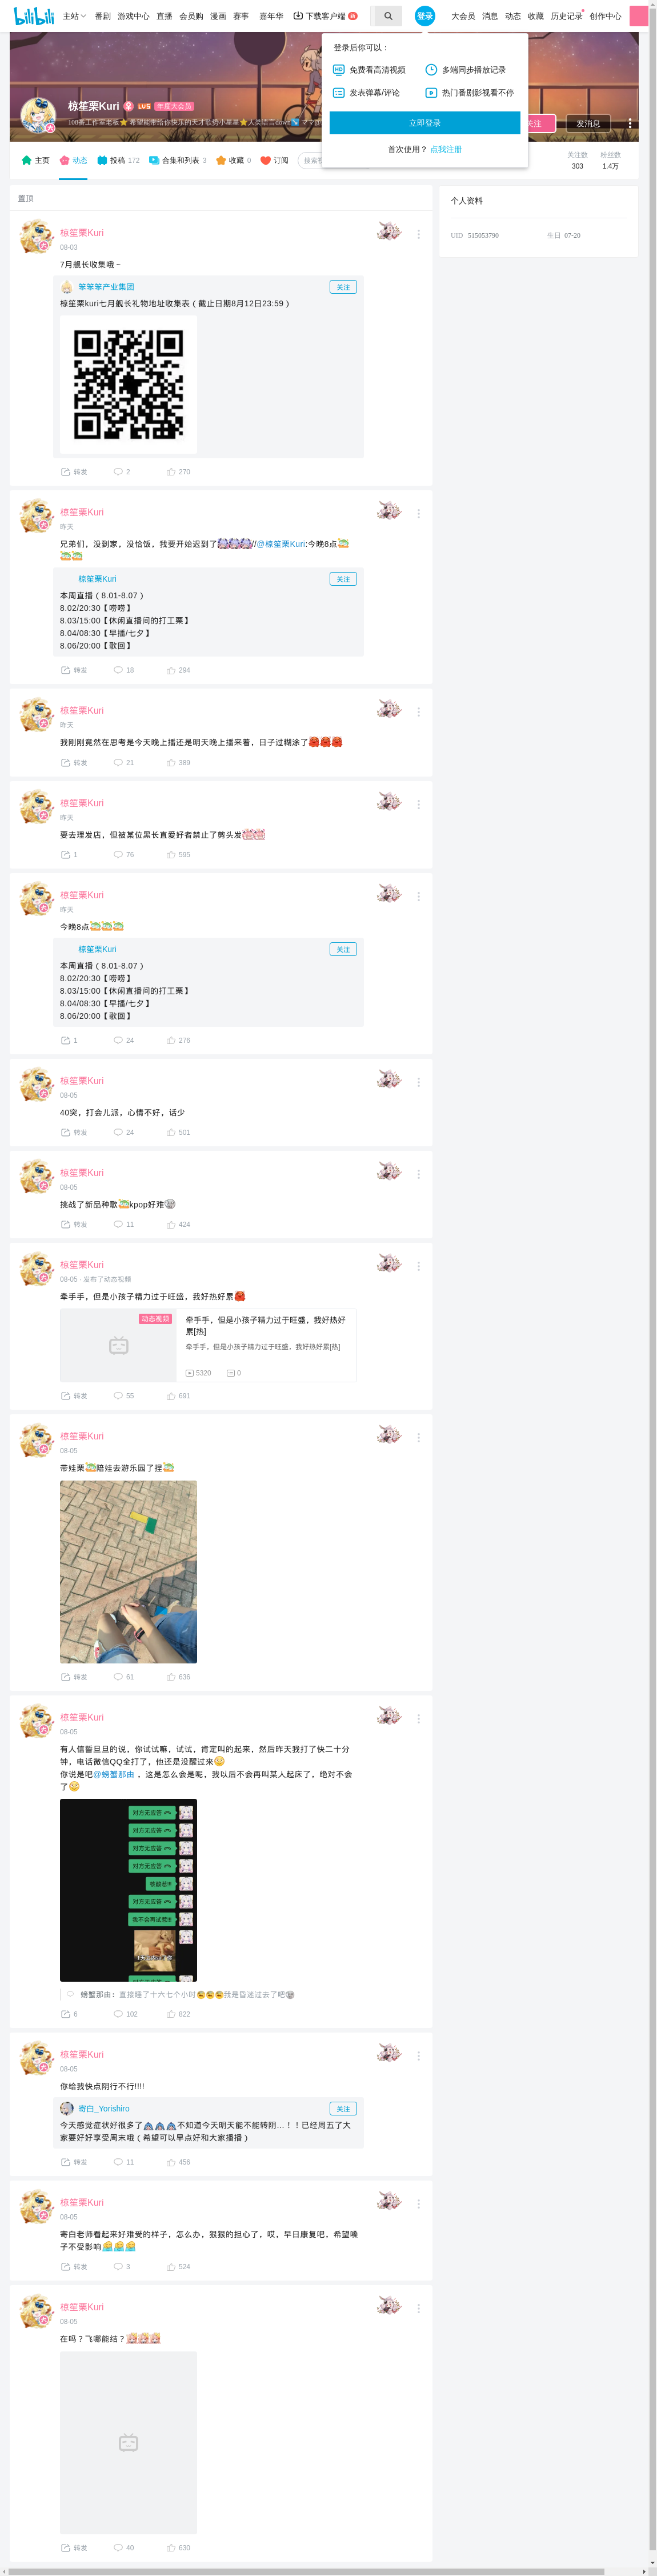 bilibili 主站 番剧 游戏中心 直播 会员购 漫画 赛事 嘉年华 下载客户端 登录 大会员 消息 动态 收藏 历史记录 创作中心
登录后你可以：
免费看高清视频 多端同步播放记录
发表弹幕/评论 热门番剧影视看不停
立即登录
首次使用？ 点我注册
椋笙栗Kuri LV5 年度大会员
关注 发消息
主页 动态 投稿 172 合集和列表 3 收藏 0 订阅
关注数 粉丝数
303 1.4万
个人资料
UID 515053790 生日 07-20
置顶
椋笙栗Kuri
08-03
7月舰长收集哦～
笨笨笨产业集团 关注
椋笙栗kuri七月舰长礼物地址收集表（截止日期8月12日23:59）
转发 2 270
椋笙栗Kuri
昨天
兄弟们，没到家，没恰饭，我要开始迟到了//@椋笙栗Kuri:今晚8点
椋笙栗Kuri 关注
本周直播（8.01-8.07）
8.02/20:30【唠唠】
8.03/15:00【休闲直播间的打工栗】
8.04/08:30【早播/七夕】
8.06/20:00【歌回】
转发 18 294
椋笙栗Kuri
昨天
我刚刚竟然在思考是今天晚上播还是明天晚上播来着，日子过糊涂了
转发 21 389
椋笙栗Kuri
昨天
要去理发店，但被某位黑长直爱好者禁止了剪头发
1 76 595
椋笙栗Kuri
昨天
今晚8点
椋笙栗Kuri 关注
本周直播（8.01-8.07）
8.02/20:30【唠唠】
8.03/15:00【休闲直播间的打工栗】
8.04/08:30【早播/七夕】
8.06/20:00【歌回】
1 24 276
椋笙栗Kuri
08-05
40突，打会儿派，心情不好，话少
转发 24 501
椋笙栗Kuri
08-05
挑战了新品种歌kpop好难
转发 11 424
椋笙栗Kuri
08-05 · 发布了动态视频
牵手手，但是小孩子精力过于旺盛，我好热好累
动态视频
牵手手，但是小孩子精力过于旺盛，我好热好
累[热]
牵手手，但是小孩子精力过于旺盛，我好热好累[热]
5320 0
转发 55 691
椋笙栗Kuri
08-05
带娃栗陪娃去游乐园了捏
转发 61 636
椋笙栗Kuri
08-05
有人信誓旦旦的说，你试试嘛，试试，肯定叫的起来，然后昨天我打了快二十分
钟，电话微信QQ全打了，他还是没醒过来
你说是吧@螃蟹那由 ，这是怎么会是呢，我以后不会再叫某人起床了，绝对不会
了
对方无应答
对方无应答
对方无应答
对方无应答
对方无应答
螃蟹那由：直接睡了十六七个小时我是昏迷过去了吧
6 102 822
椋笙栗Kuri
08-05
你给我快点阴行不行!!!!
寄白_Yorishiro 关注
今天感觉症状好很多了不知道今天明天能不能转阴...！！已经周五了大
家要好好享受周末哦（希望可以早点好和大家播播）
转发 11 456
椋笙栗Kuri
08-05
寄白老师看起来好难受的样子，怎么办，狠狠的担心了，哎，早日康复吧，希望嗓
子不受影响
转发 3 524
椋笙栗Kuri
08-05
在吗？飞哪能结？
转发 40 630